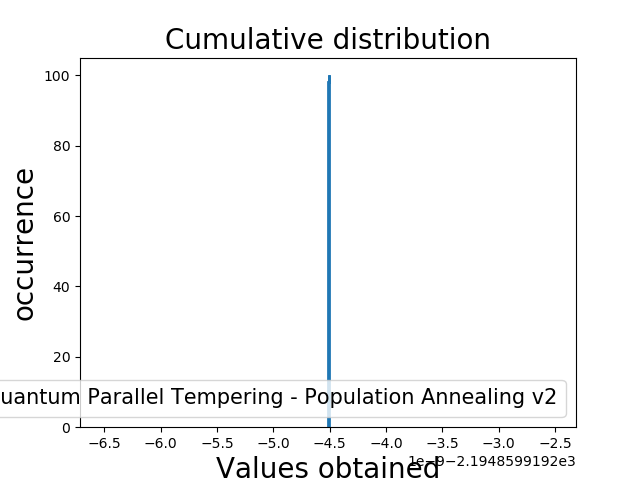 Cumulative distribution
occurrence
100
80
60
40
20
0
Parallel Tempering - Population Annealing v2
−6.5 −6.0 −5.5 −5.0 −4.5 −4.0 −3.5 −3.0 −2.5
1e−9−2.1948599192e3
Values obtained